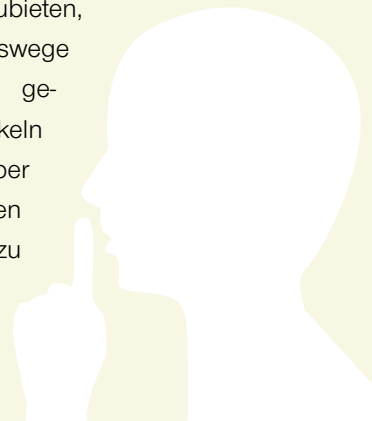 ubieten,
swege
ge-
keln
ber
en
zu